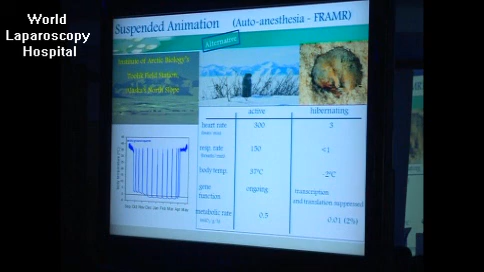 World
Laparoscopy
Hospital
Suspended Animation (Auto-anesthesia - FRAMR)
Alternative
Institute of Arctic Biology's
Toolik Field Station
Alaska's North Slope
active hibernating
heart rate 300 3
resp. rate 150 <1
body temp. 37°C -2°C
gene
function ongoing transcription
and translation suppressed
metabolic rate 0.5 0.01 (2%)